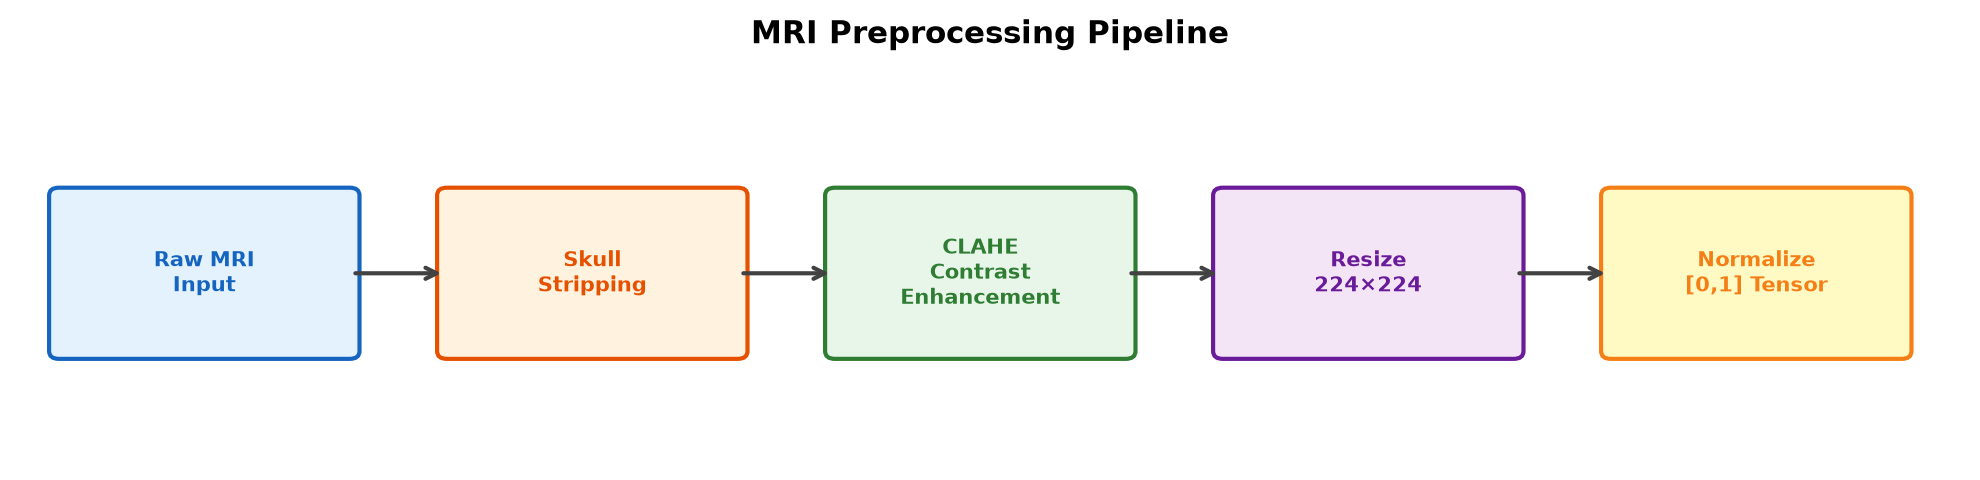 MRI Preprocessing Pipeline
Raw MRI
Input
Skull
Stripping
CLAHE
Contrast
Enhancement
Resize
224×224
Normalize
[0,1] Tensor